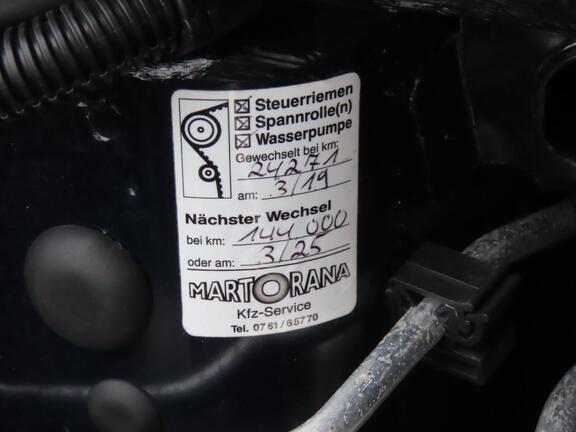 Steuerriemen
Spannrolle(n)
Wasserpumpe
Gewechselt bei km:
24271
am: 3/19
Nächster Wechsel
bei km: 144 000
oder am: 3/25
MARTORANA
Kfz-Service
Tel. 0761/65770